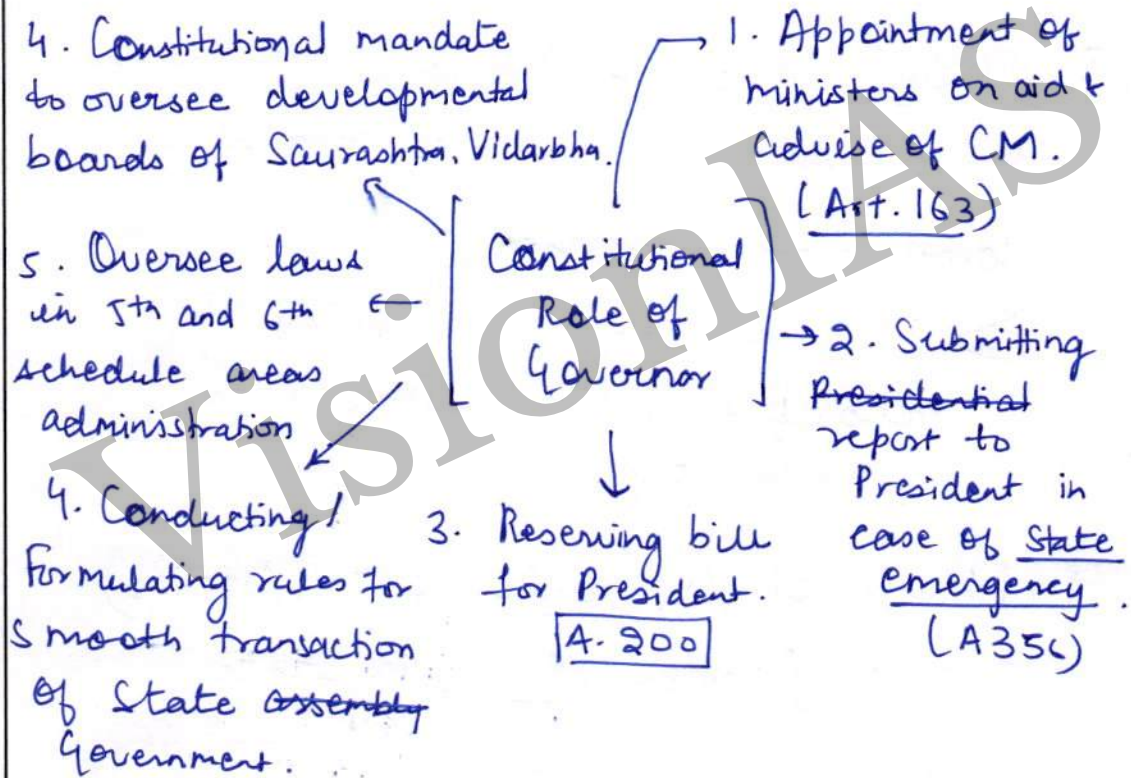 4. Constitutional mandate
to oversee developmental
boards of Saurashtra, Vidarbha.
1. Appointment of
ministers on aid &
advise of CM.
(Art. 163)
5. Oversee laws
in 5th and 6th
schedule areas
administration
Constitutional
Role of
Governor
2. Submitting
Presidential
report to
President in
case of State
emergency.
(A356)
4. Conducting/
Formulating rules for
smooth transaction
of State assembly
Government.
3. Reserving bill
for President.
A. 200
VisionIAS